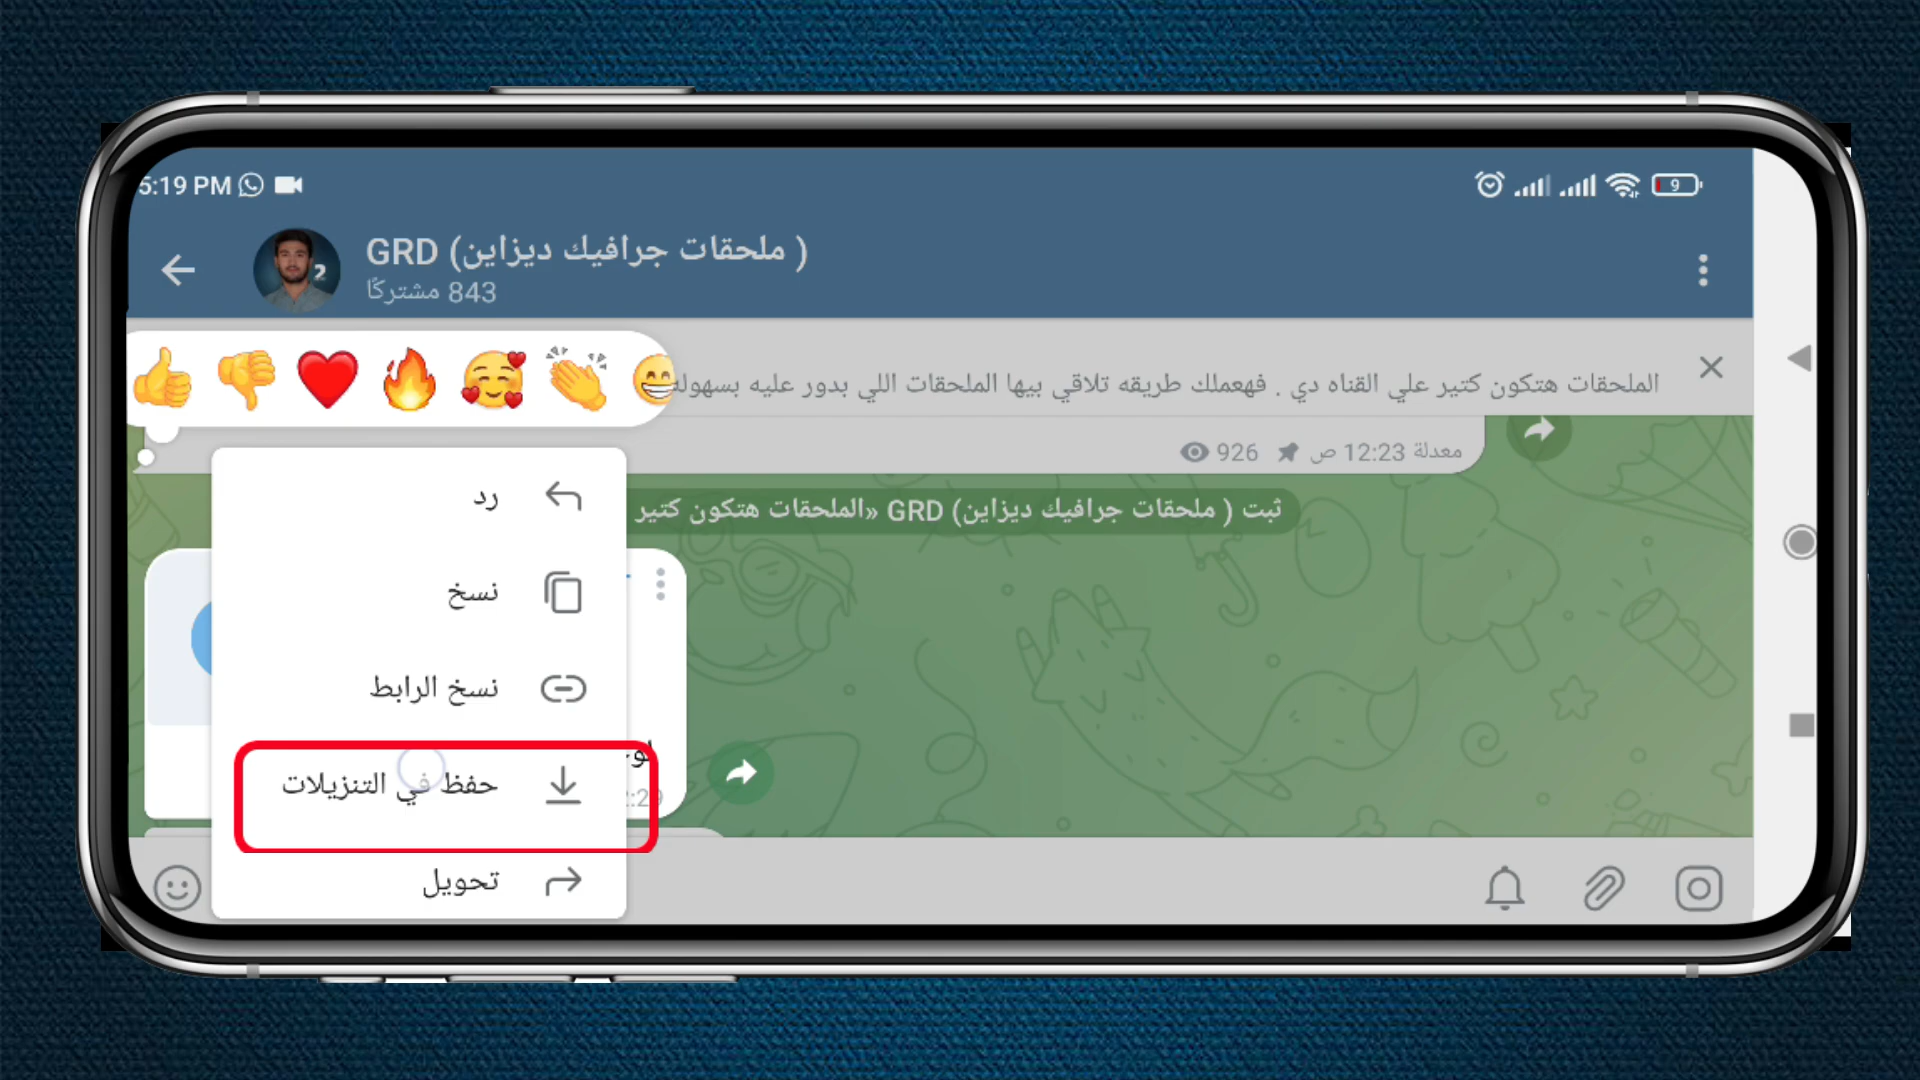 5:19 PM
9
GRD (ملحقات جرافيك ديزاين )
843 مشتركًا
الملحقات هتكون كتير علي القناه دي . فهعملك طريقه تلاقي بيها الملحقات اللي بدور عليه بسهوله
معدلة 12:23 ص 926
ثبت ( ملحقات جرافيك ديزاين) GRD «الملحقات هتكون كتير
رد
نسخ
نسخ الرابط
حفظ في التنزيلات
تحويل